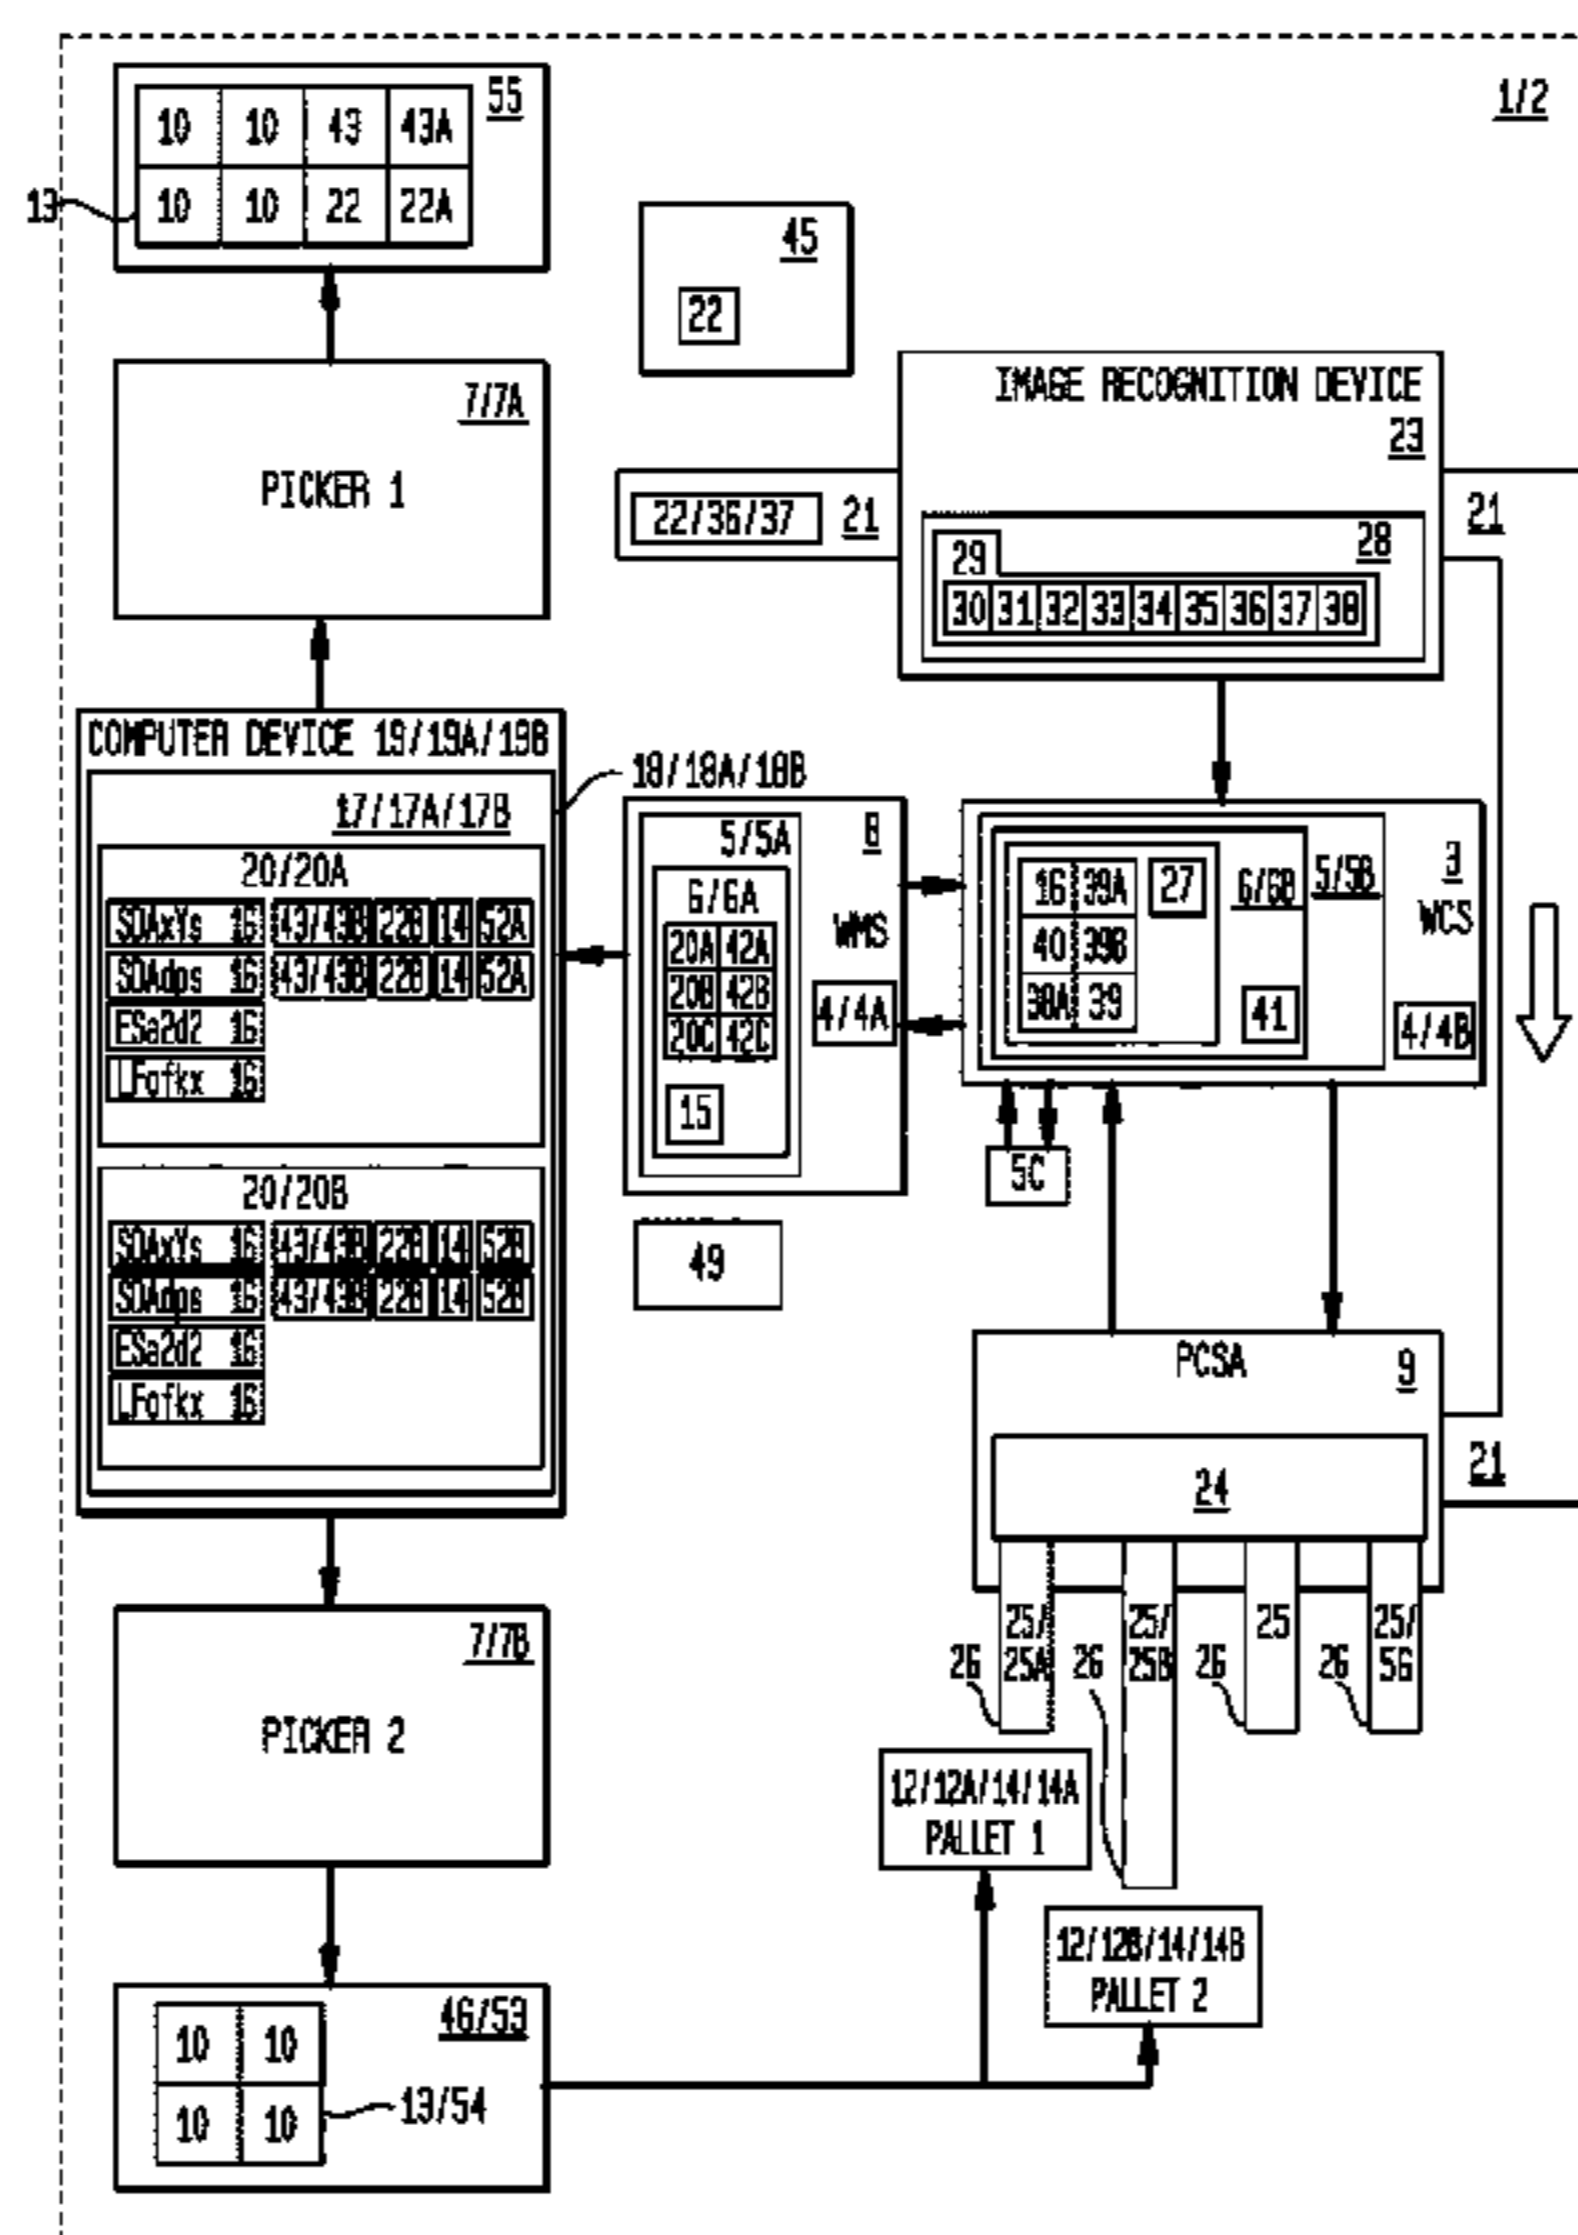 1/2
55
10 10 43 43A
10 10 22 22A
13
45
22
7/7A
PICKER 1
IMAGE RECOGNITION DEVICE
23
22/36/37 21
21
28
29
30 31 32 33 34 35 36 37 38
COMPUTER DEVICE 19/19A/19B
18/18A/18B
17/17A/17B
20/20A
SOAxYs 16 43/43B 22B 14 52A
SOAdps 16 43/43B 22B 14 52A
ESa2d2 16
LFofkx 16
20/20B
SOAxYs 16 43/43B 22B 14 52B
SOAdps 16 43/43B 22B 14 52B
ESa2d2 16
LFofkx 16
8
5/5A
6/6A
WMS
20A 42A
20B 42B
20C 42C
4/4A
15
49
3
WCS
5/5B
6/6B
16 39A 27
40 39B
38A 39
41
4/4B
5C
PCSA
9
24
21
25/
25A
25/
25B
25
25/
56
26 26 26 26
7/7B
PICKER 2
12/12A/14/14A
PALLET 1
12/12B/14/14B
PALLET 2
46/53
10 10
10 10
13/54